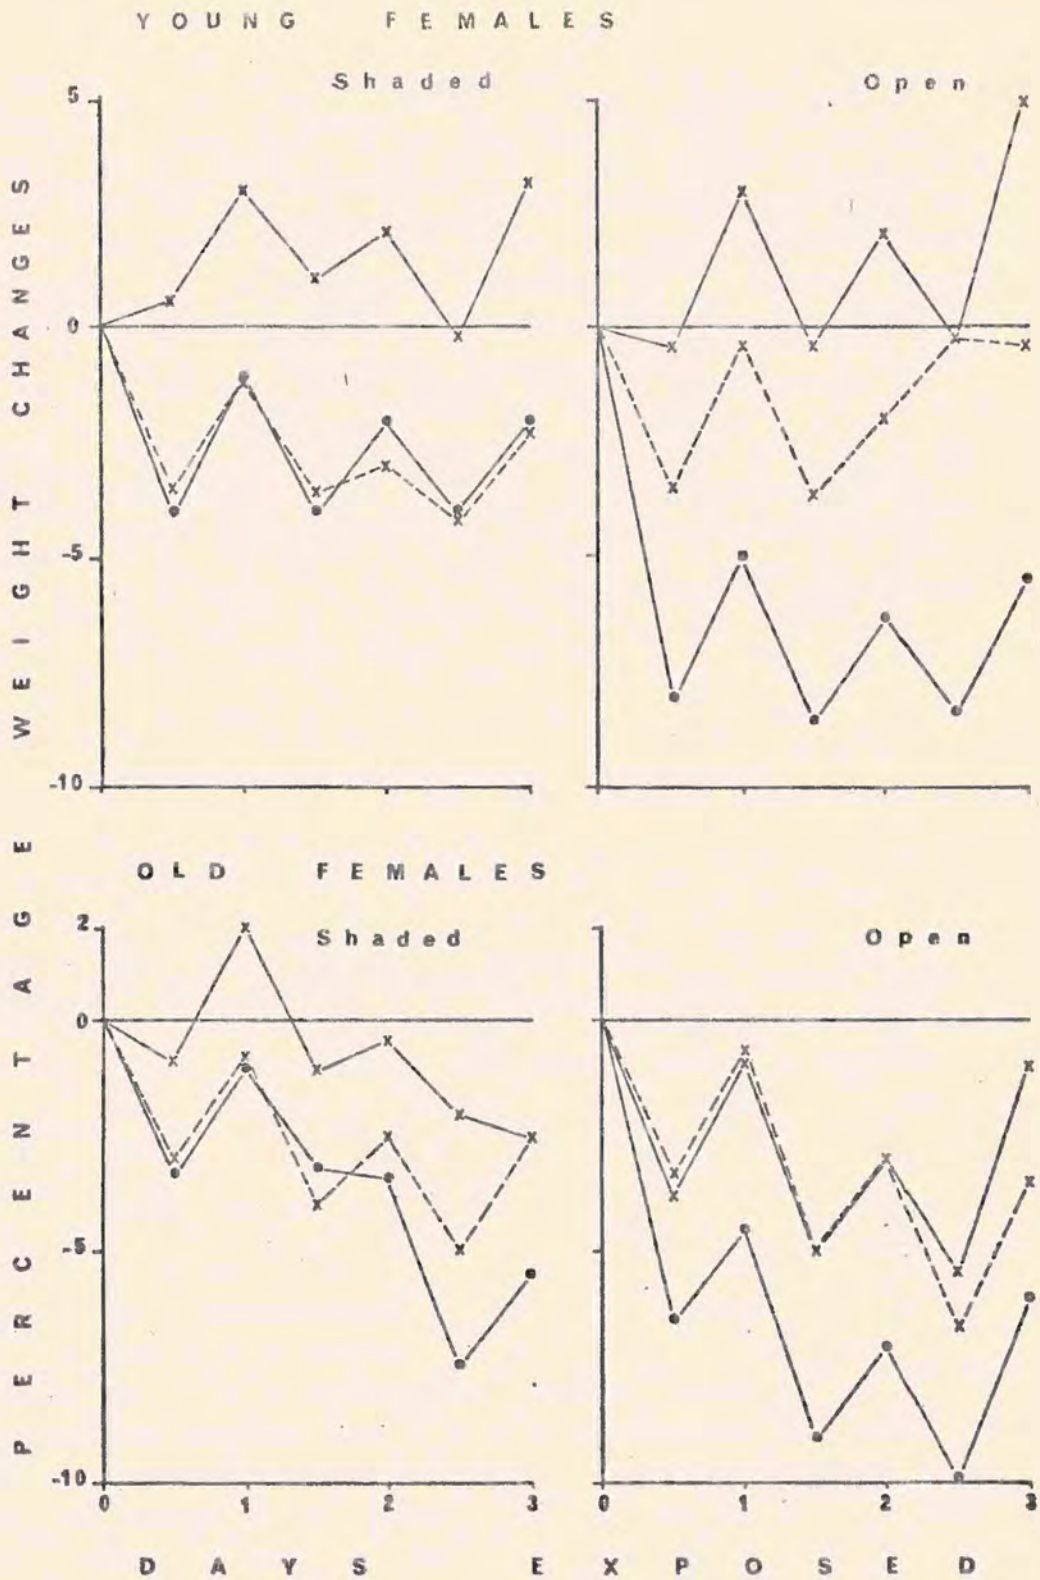 YOUNG FEMALES
Shaded
Open
5
0
-5
-10
PERCENTAGE WEIGHT CHANGES
OLD FEMALES
Shaded
Open
2
0
-5
-10
0 1 2 3
0 1 2 3
DAYS EXPOSED